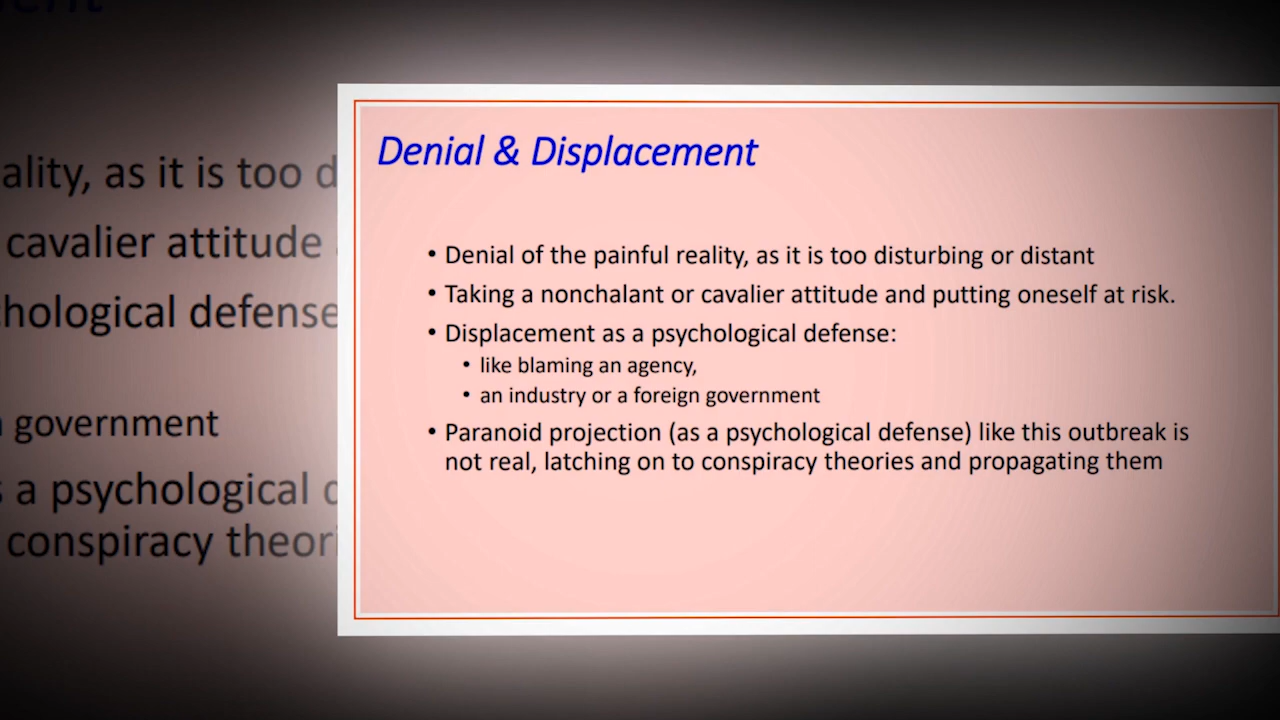 Denial & Displacement
• Denial of the painful reality, as it is too disturbing or distant
• Taking a nonchalant or cavalier attitude and putting oneself at risk.
• Displacement as a psychological defense:
• like blaming an agency,
• an industry or a foreign government
• Paranoid projection (as a psychological defense) like this outbreak is
not real, latching on to conspiracy theories and propagating them
ality, as it is too d
cavalier attitude
chological defense
government
s a psychological d
conspiracy theori